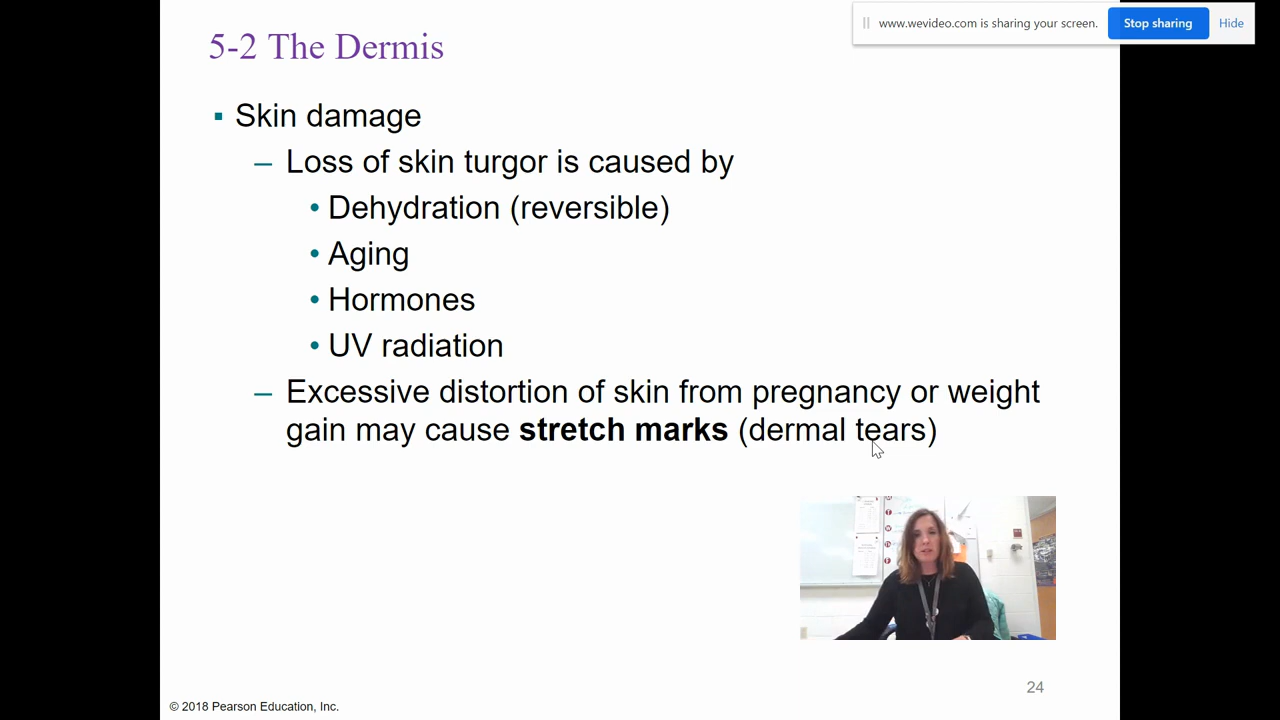 www.wevideo.com is sharing your screen. Stop sharing Hide
5-2 The Dermis
▪ Skin damage
– Loss of skin turgor is caused by
• Dehydration (reversible)
• Aging
• Hormones
• UV radiation
– Excessive distortion of skin from pregnancy or weight
gain may cause stretch marks (dermal tears)
24
© 2018 Pearson Education, Inc.